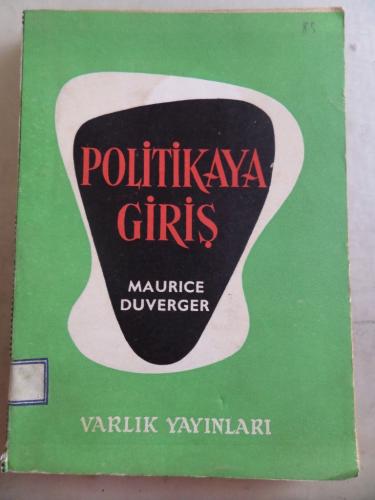 POLİTİKAYA
GİRİŞ
MAURICE
DUVERGER
VARLIK YAYINLARI